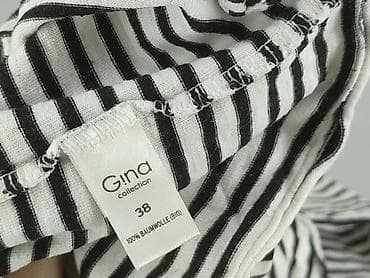 Gina
collection
38
100% BAUMWOLLE (BIO)